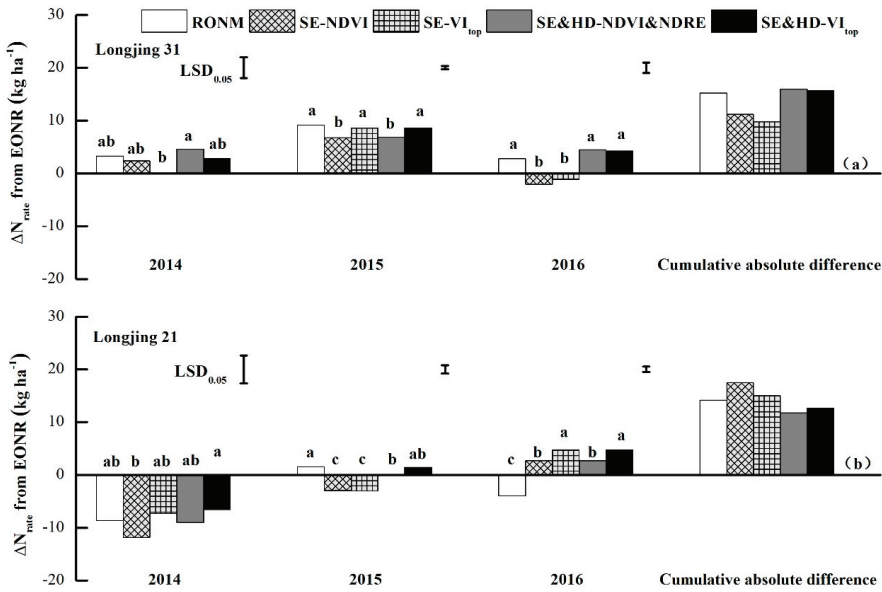 RONM SE-NDVI SE-VItop SE&HD-NDVI&NDRE SE&HD-VItop
30
Longjing 31
20
LSD0.05
10
a b a b a
ab ab b a ab
a b b a a
0
(a)
-10
-20
2014 2015 2016 Cumulative absolute difference
ΔNrate from EONR (kg ha-1)
30
Longjing 21
20
LSD0.05
10
ab b ab ab a
a c c b ab
c b a b a
0
(b)
-10
-20
2014 2015 2016 Cumulative absolute difference
ΔNrate from EONR (kg ha-1)